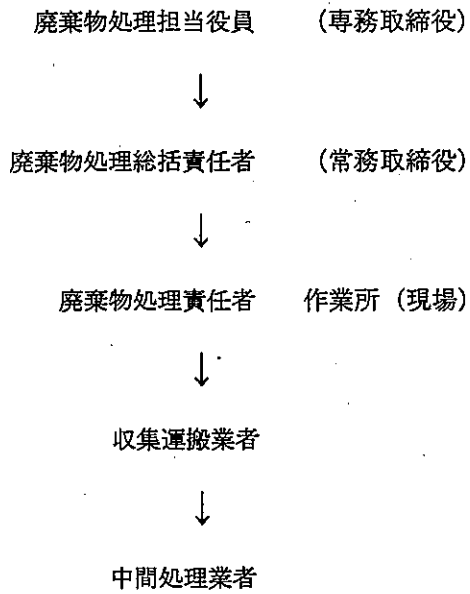 廃棄物処理担当役員 (専務取締役)
↓
廃棄物処理総括責任者 (常務取締役)
↓
廃棄物処理責任者 作業所 (現場)
↓
収集運搬業者
↓
中間処理業者